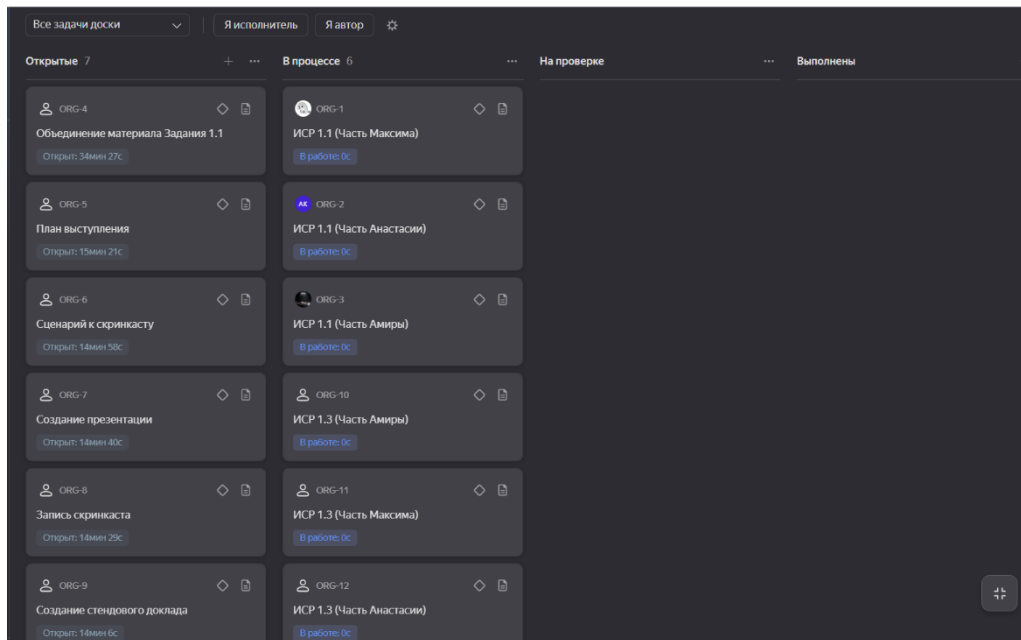 Все задачи доски
Я исполнитель
Я автор
Открытые 7
ORG-4
Объединение материала Задания 1.1
Открыт: 34мин 27с
ORG-5
План выступления
Открыт: 15мин 21с
ORG-6
Сценарий к скринкасту
Открыт: 14мин 58с
ORG-7
Создание презентации
Открыт: 14мин 40с
ORG-8
Запись скринкаста
Открыт: 14мин 29с
ORG-9
Создание стендового доклада
Открыт: 14мин 6с
В процессе 6
ORG-1
ИСР 1.1 (Часть Максима)
В работе: 0с
АК ORG-2
ИСР 1.1 (Часть Анастасии)
В работе: 0с
ORG-3
ИСР 1.1 (Часть Амиры)
В работе: 0с
ORG-10
ИСР 1.3 (Часть Амиры)
В работе: 0с
ORG-11
ИСР 1.3 (Часть Максима)
В работе: 0с
ORG-12
ИСР 1.3 (Часть Анастасии)
В работе: 0с
На проверке
Выполнены